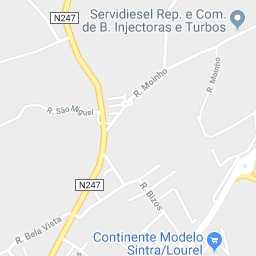 N247
Servidiesel Rep. e Com.
de B. Injectoras e Turbos
R. Moinho
R. Moinho
R. São Miguel
N247
R. Bizos
R. Bela Vista
Continente Modelo
Sintra/Lourel